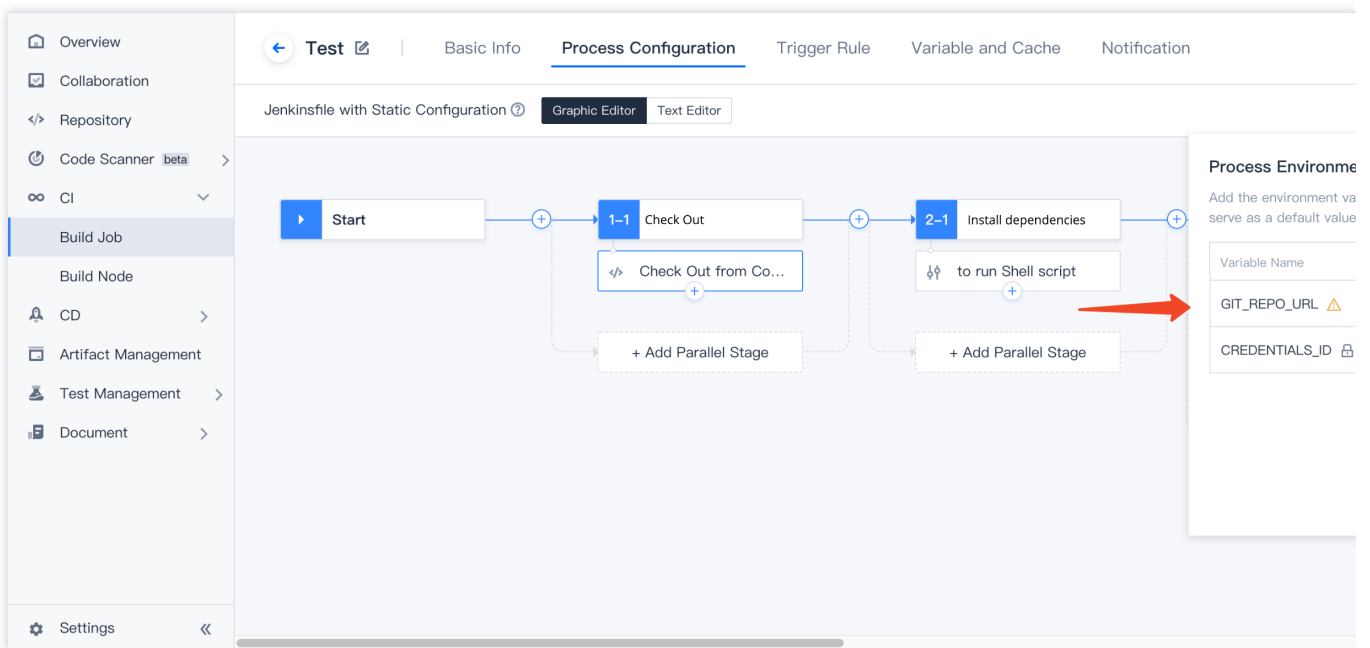 Overview
Collaboration
Repository
Code Scanner beta
CI
Build Job
Build Node
CD
Artifact Management
Test Management
Document
Settings
Test
Basic Info
Process Configuration
Trigger Rule
Variable and Cache
Notification
Jenkinsfile with Static Configuration
Graphic Editor
Text Editor
Start
1-1 Check Out
Check Out from Co...
+ Add Parallel Stage
2-1 Install dependencies
to run Shell script
+ Add Parallel Stage
Process Environme
Add the environment va
serve as a default value
Variable Name
GIT_REPO_URL
CREDENTIALS_ID